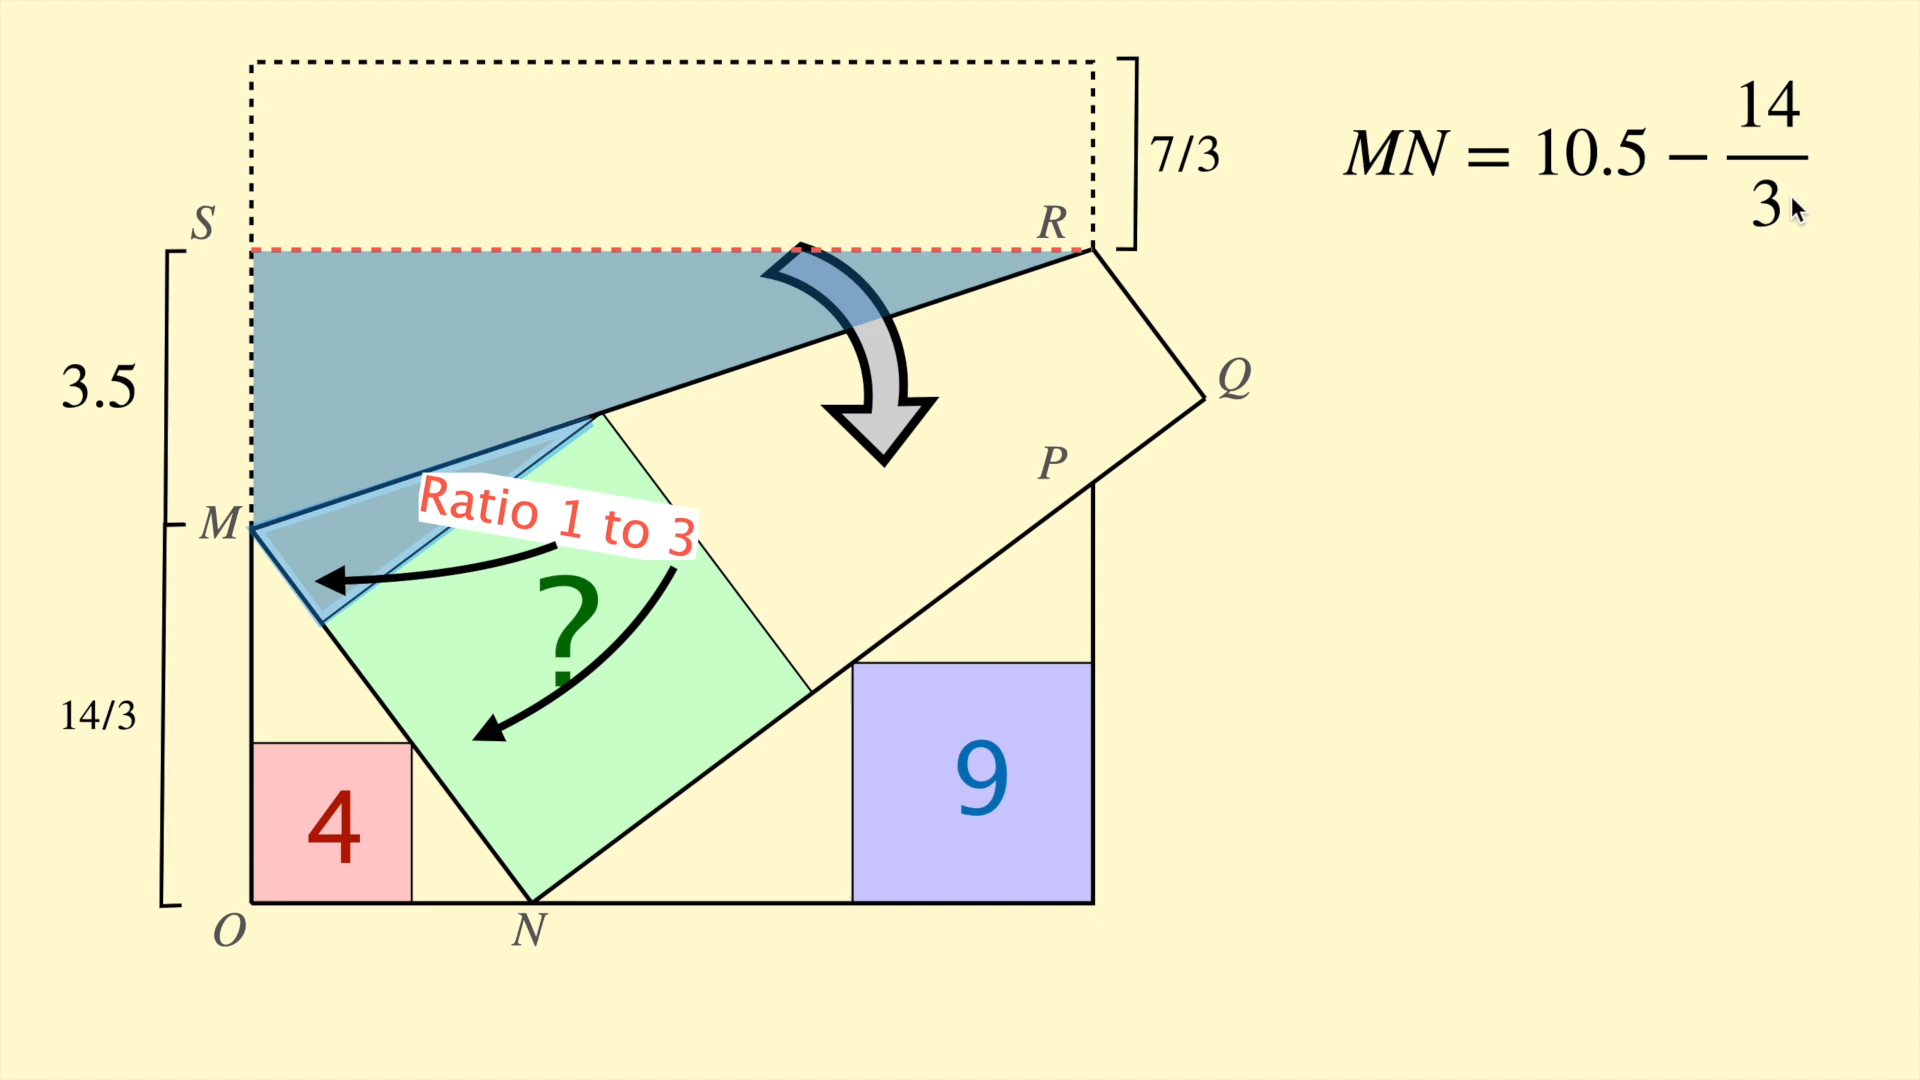 7/3
MN = 10.5 − 14/3
S
R
3.5
Q
P
M
Ratio 1 to 3
?
14/3
4
9
O
N